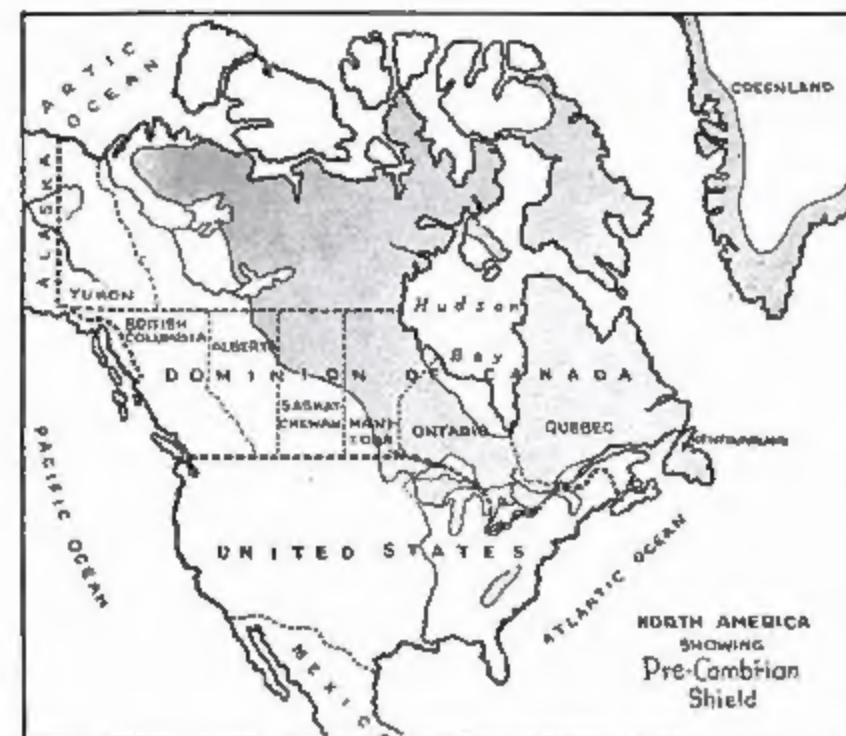 ARTIC
OCEAN
GREENLAND
ALASKA
YUKON
BRITISH
COLUMBIA
ALBERTA
Hudson
Bay
DOMINION OF CANADA
SASKAT
CHEWAN
MANI
TOBA
ONTARIO
QUEBEC
PACIFIC OCEAN
UNITED STATES
ATLANTIC OCEAN
MEXICO
NORTH AMERICA
SHOWING
Pre-Cambrian
Shield